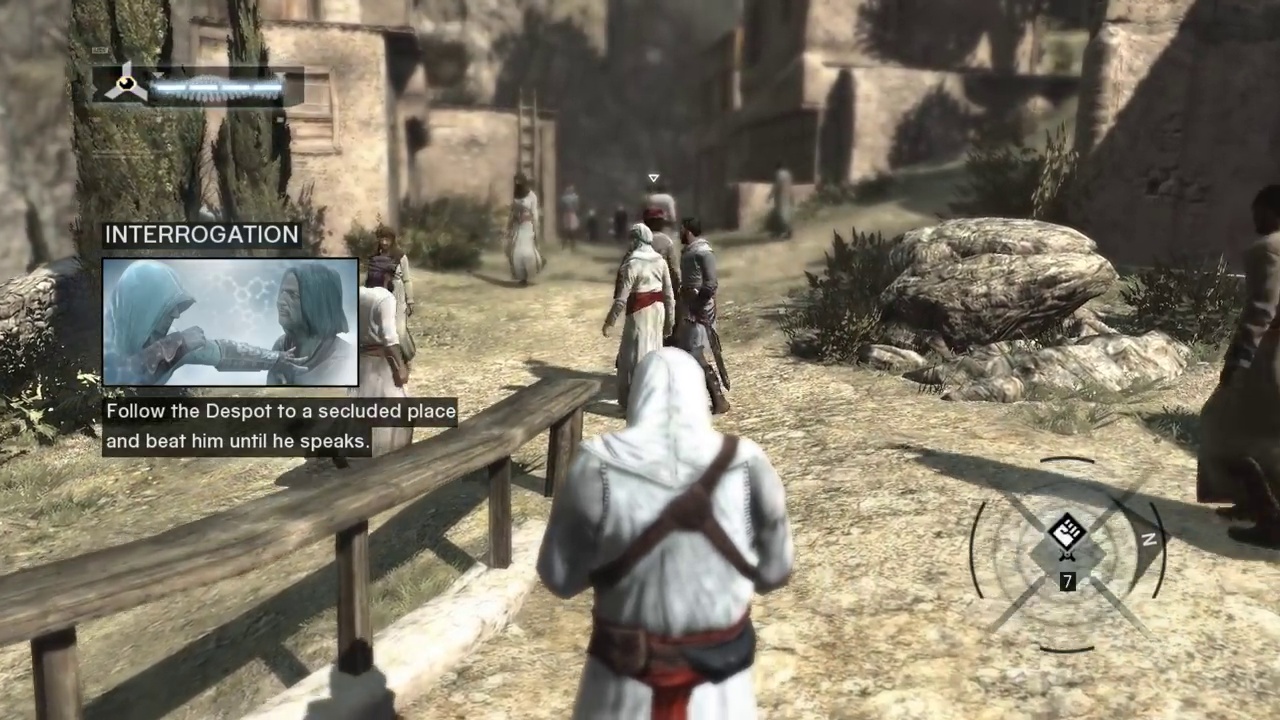 INTERROGATION
Follow the Despot to a secluded place
and beat him until he speaks.
N
7